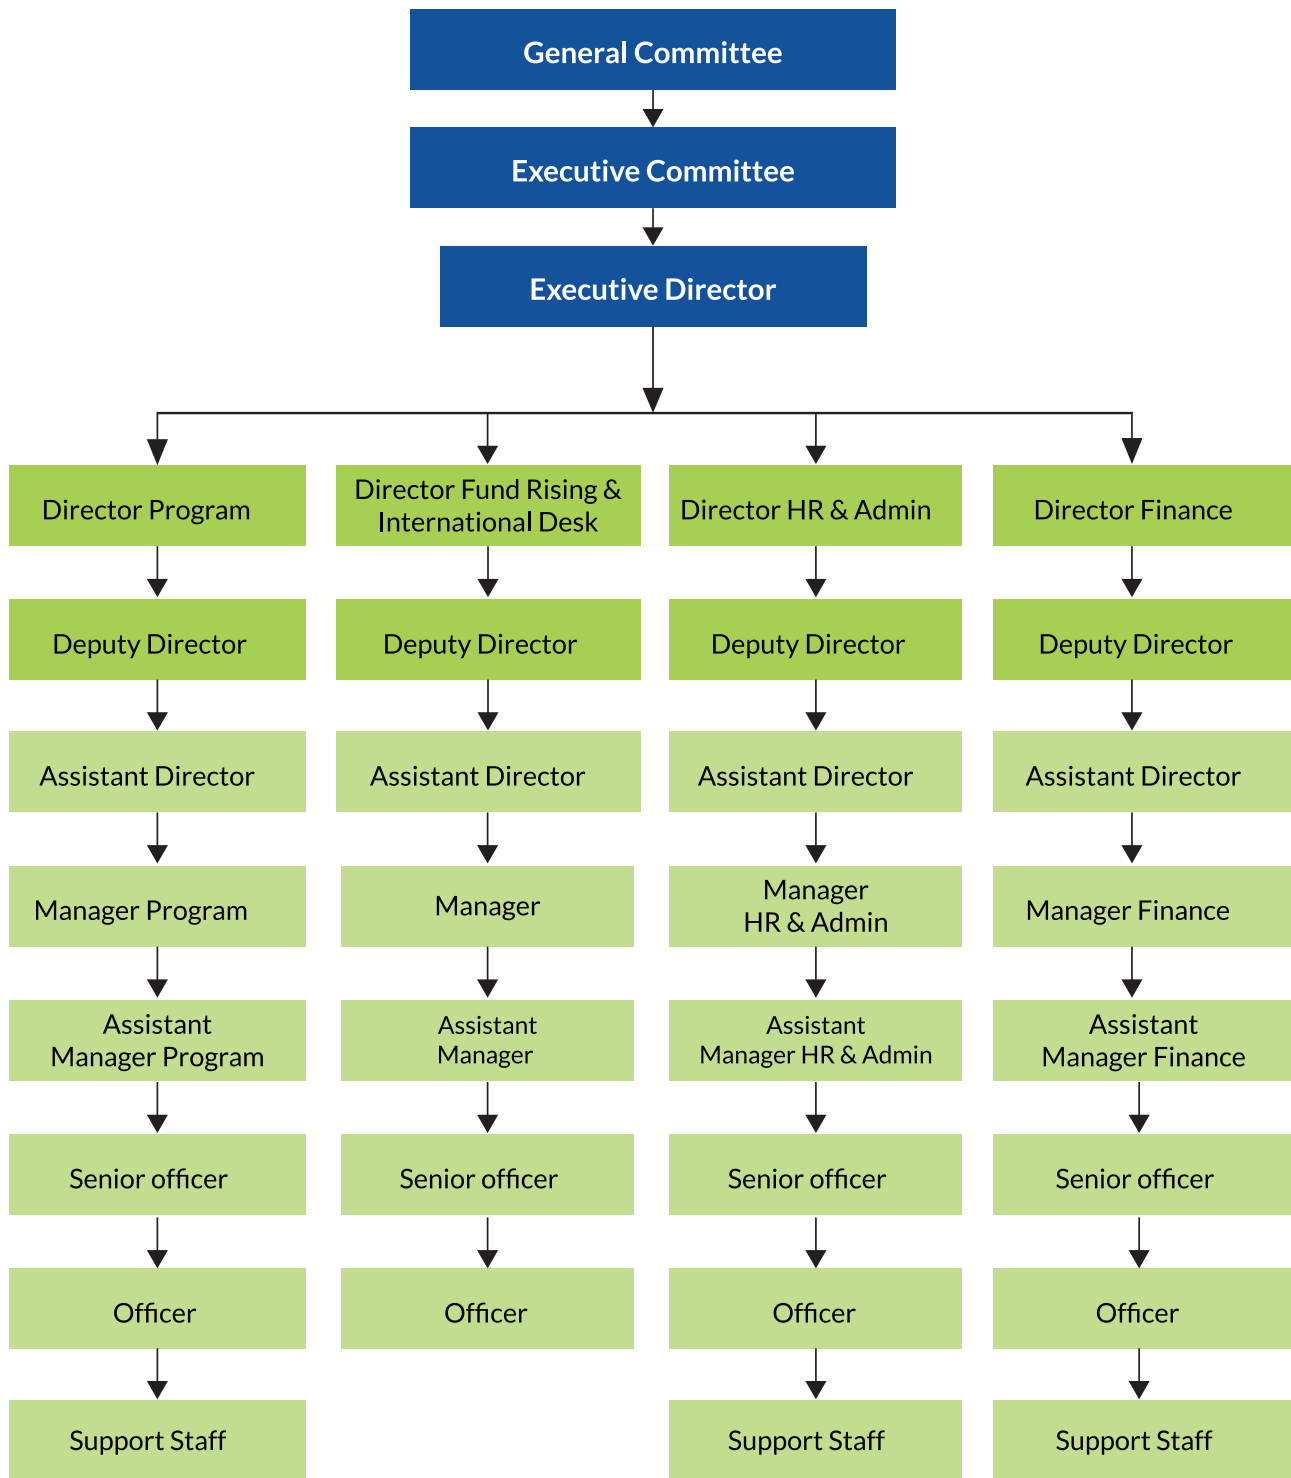 General Committee
Executive Committee
Executive Director
Director Program
Director Fund Rising &
International Desk
Director HR & Admin
Director Finance
Deputy Director
Deputy Director
Deputy Director
Deputy Director
Assistant Director
Assistant Director
Assistant Director
Assistant Director
Manager Program
Manager
Manager
HR & Admin
Manager Finance
Assistant
Manager Program
Assistant
Manager
Assistant
Manager HR & Admin
Assistant
Manager Finance
Senior officer
Senior officer
Senior officer
Senior officer
Officer
Officer
Officer
Officer
Support Staff
Support Staff
Support Staff